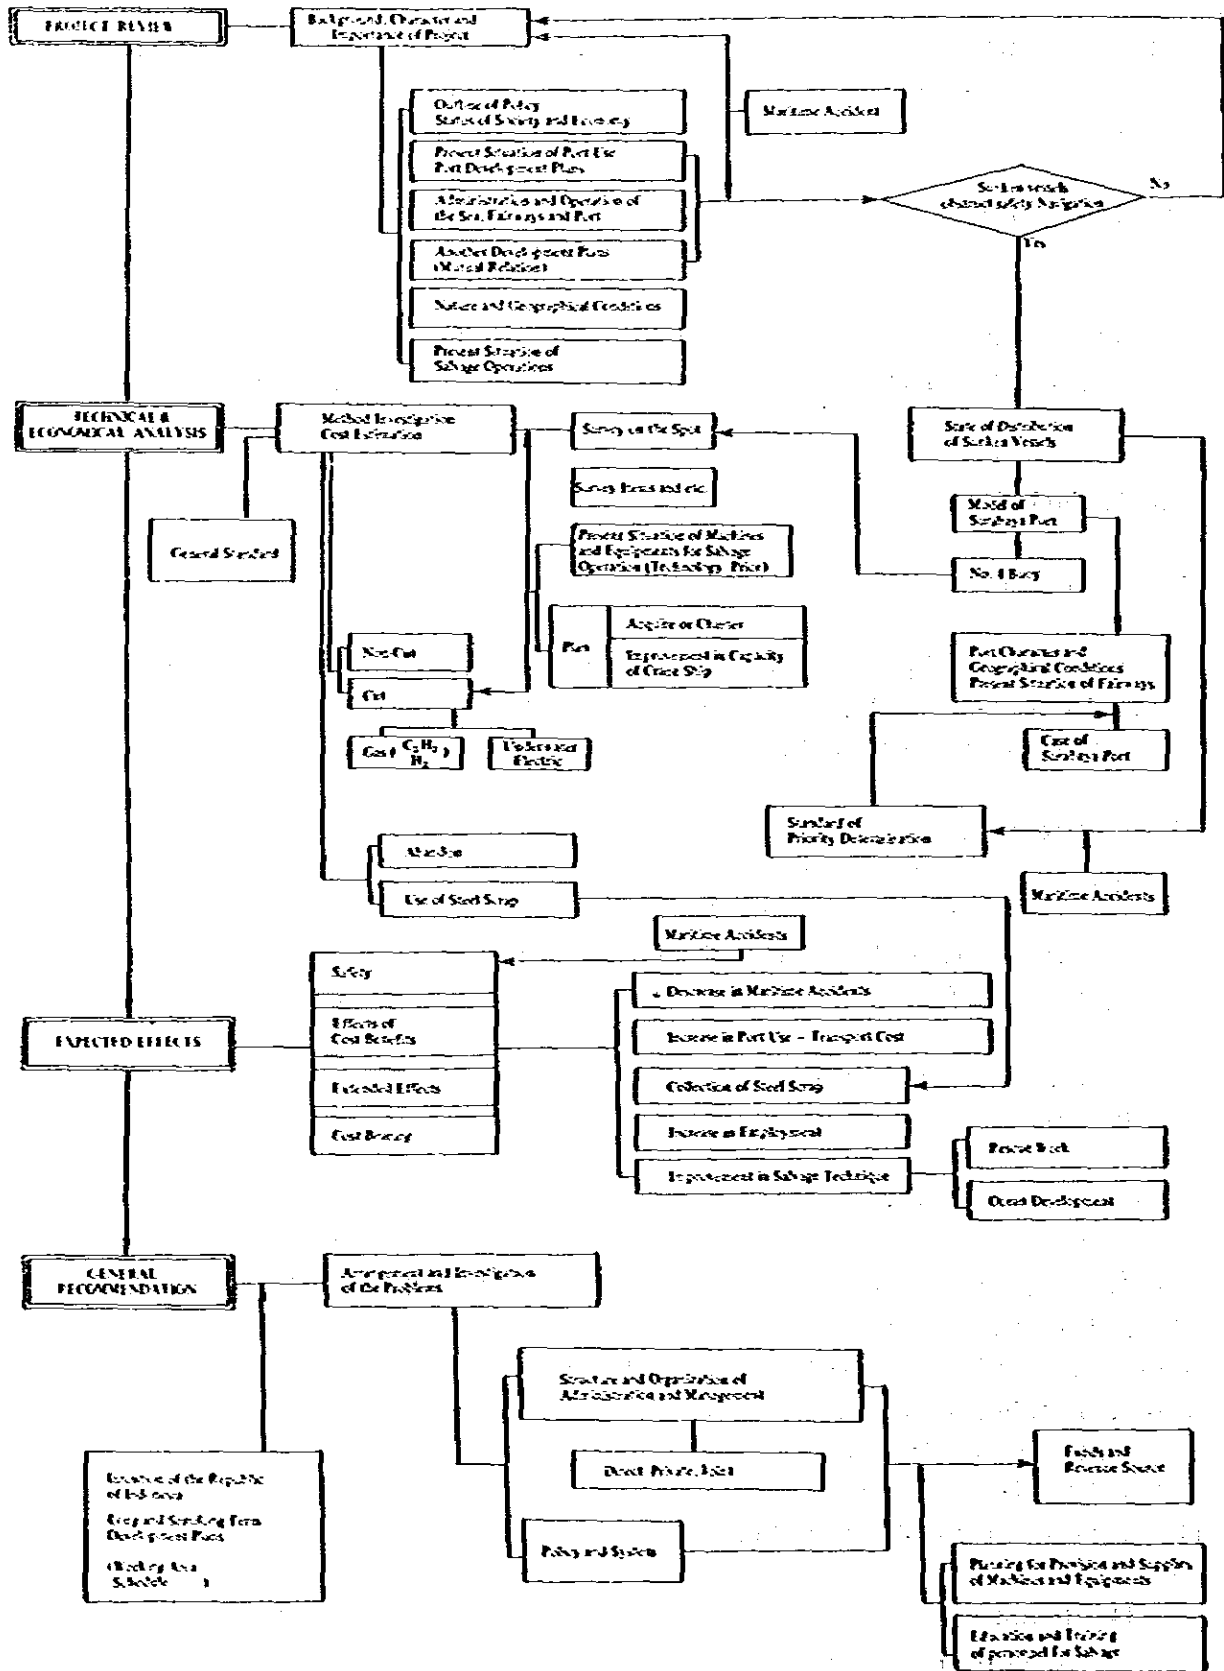 PROJECT REVIEW
Background, Character and
Importance of Project
Outline of Policy
Status of Society and Economy
Maritime Accident
Present Situation of Port Use
Port Development Plans
Sunken vessels
obstruct safety Navigation
No
Yes
Administration and Operation of
the Sea, Fairways and Port
Another Development Plans
(Mutual Relation)
Nature and Geographical Conditions
Present Situation of
Salvage Operations
TECHNICAL &
ECONOMICAL ANALYSIS
Method Investigation
Cost Estimation
Survey on the Spot
State of Distribution
of Sunken Vessels
Survey Items and etc.
Model of
Surabaya Port
General Standard
Present Situation of Machines
and Equipments for Salvage
Operation (Technology, Price)
No. 8 Buoy
Plan
Acquire or Charter
Improvement in Capacity
of Crane Ship
Non-Cut
Cut
Port Character and
Geographical Conditions
Present Situation of Fairways
Gas ( C₂H₂
H₂ )
Underwater
Electric
Case of
Surabaya Port
Standard of
Priority Determination
Abandon
Use of Steel Scrap
Maritime Accidents
Maritime Accidents
Safety
Decrease in Maritime Accidents
EXPECTED EFFECTS
Effects of
Cost Benefits
Increase in Port Use – Transport Cost
Extended Effects
Collection of Steel Scrap
Cost Bearing
Increase in Employment
Improvement in Salvage Technique
Rescue Work
Ocean Development
GENERAL
RECOMMENDATION
Arrangement and Investigation
of the Problems
Structure and Organization of
Administration and Management
Direct, Private, Joint
Funds and
Revenue Source
of the Republic
of Indonesia
Long and Term
Development Plans
(Working Area
Schedule )
Policy and System
Planning for Provision and Supplies
of Machines and Equipments
Education and Training
of personnel for Salvage